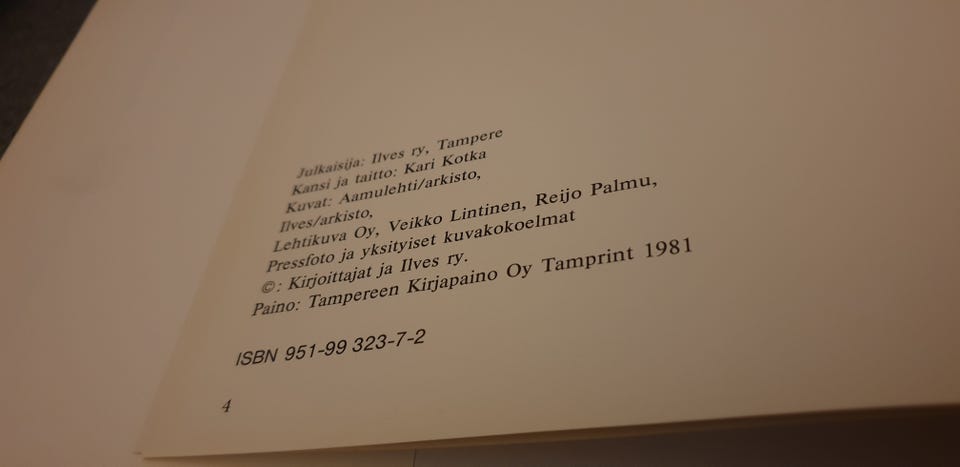 Julkaisija: Ilves ry, Tampere
Kansi ja taitto: Kari Kotka
Kuvat: Aamulehti/arkisto,
Ilves/arkisto,
Lehtikuva Oy, Veikko Lintinen, Reijo Palmu,
Pressfoto ja yksityiset kuvakokoelmat
©: Kirjoittajat ja Ilves ry.
Paino: Tampereen Kirjapaino Oy Tamprint 1981
ISBN 951-99 323-7-2
4